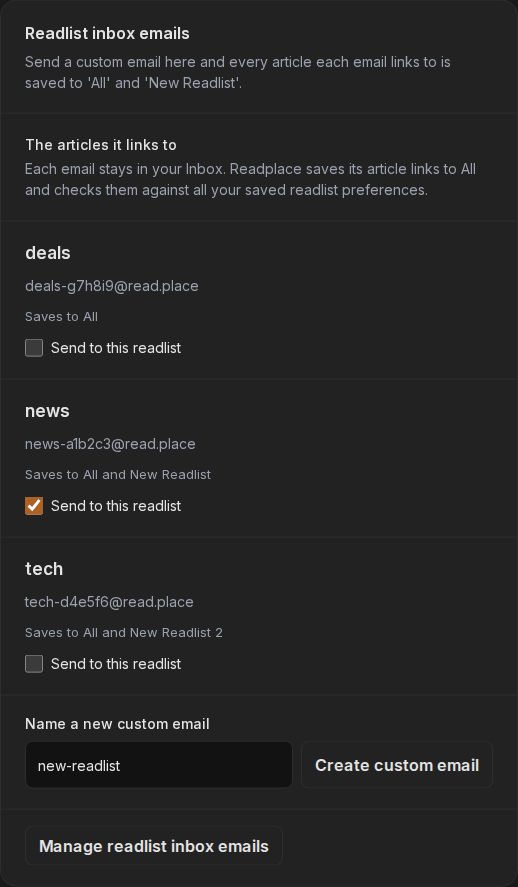 Readlist inbox emails
Send a custom email here and every article each email links to is
saved to 'All' and 'New Readlist'.
The articles it links to
Each email stays in your Inbox. Readplace saves its article links to All
and checks them against all your saved readlist preferences.
deals
deals-g7h8i9@read.place
Saves to All
Send to this readlist
news
news-a1b2c3@read.place
Saves to All and New Readlist
Send to this readlist
tech
tech-d4e5f6@read.place
Saves to All and New Readlist 2
Send to this readlist
Name a new custom email
new-readlist
Create custom email
Manage readlist inbox emails